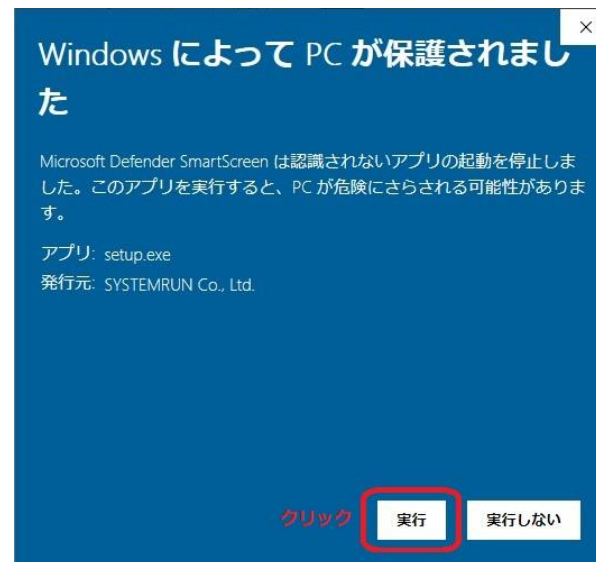 Windows によって PC が保護されまし
た
Microsoft Defender SmartScreen は認識されないアプリの起動を停止しま
した。このアプリを実行すると、PC が危険にさらされる可能性がありま
す。
アプリ: setup.exe
発行元: SYSTEMRUN Co., Ltd.
クリック 実行 実行しない